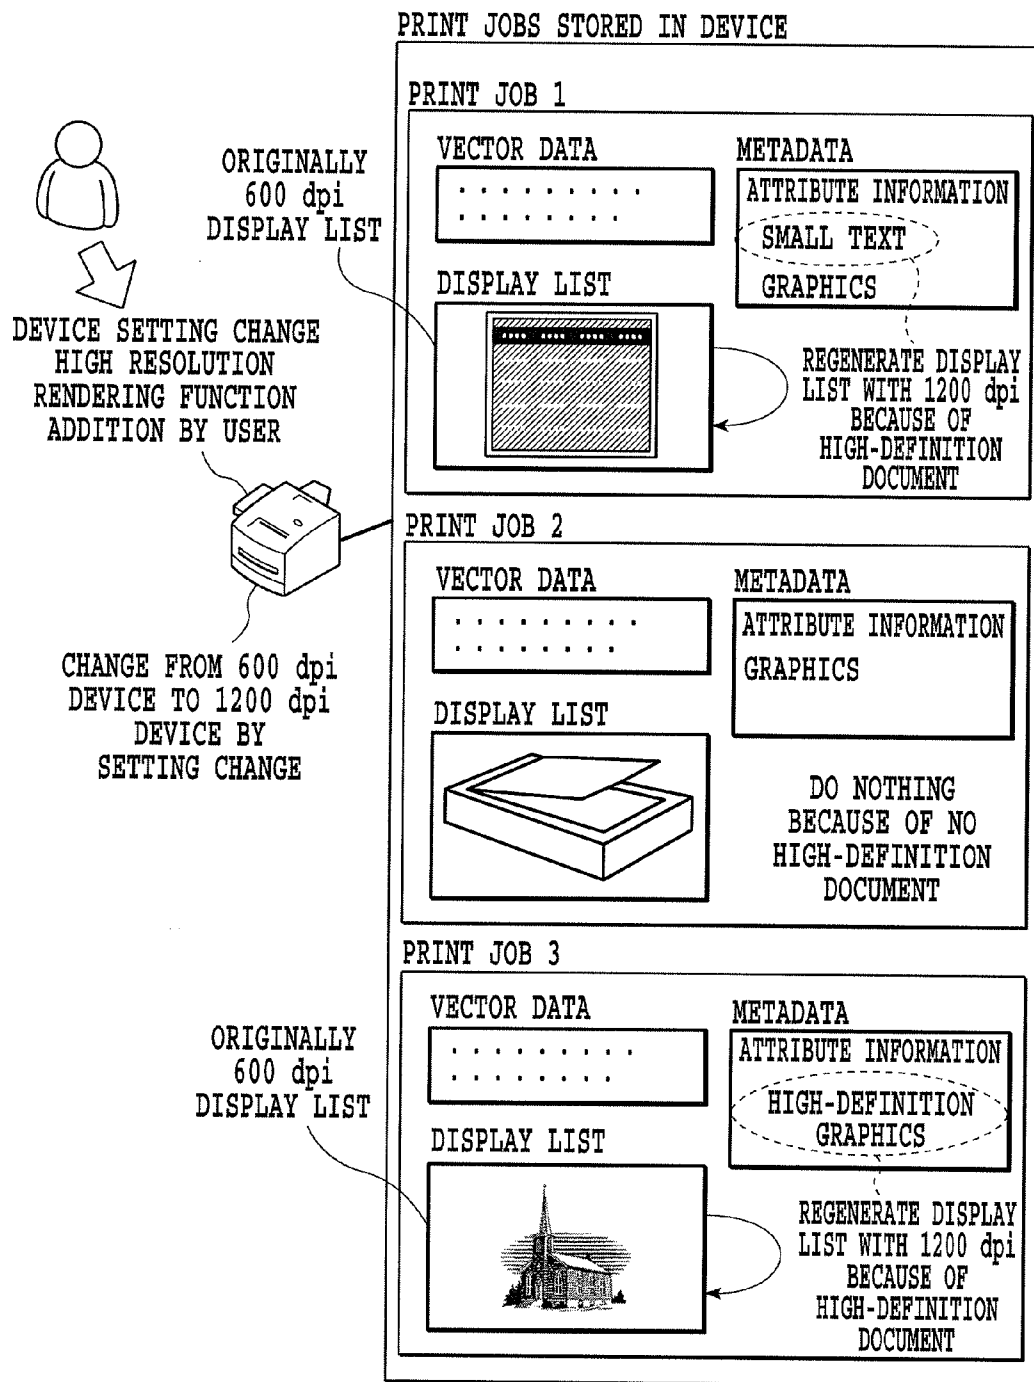 PRINT JOBS STORED IN DEVICE
PRINT JOB 1
ORIGINALLY
600 dpi
DISPLAY LIST
VECTOR DATA
METADATA
ATTRIBUTE INFORMATION
SMALL TEXT
GRAPHICS
DISPLAY LIST
REGENERATE DISPLAY
LIST WITH 1200 dpi
BECAUSE OF
HIGH-DEFINITION
DOCUMENT
DEVICE SETTING CHANGE
HIGH RESOLUTION
RENDERING FUNCTION
ADDITION BY USER
CHANGE FROM 600 dpi
DEVICE TO 1200 dpi
DEVICE BY
SETTING CHANGE
PRINT JOB 2
VECTOR DATA
METADATA
ATTRIBUTE INFORMATION
GRAPHICS
DISPLAY LIST
DO NOTHING
BECAUSE OF NO
HIGH-DEFINITION
DOCUMENT
PRINT JOB 3
ORIGINALLY
600 dpi
DISPLAY LIST
VECTOR DATA
METADATA
ATTRIBUTE INFORMATION
HIGH-DEFINITION
GRAPHICS
DISPLAY LIST
REGENERATE DISPLAY
LIST WITH 1200 dpi
BECAUSE OF
HIGH-DEFINITION
DOCUMENT